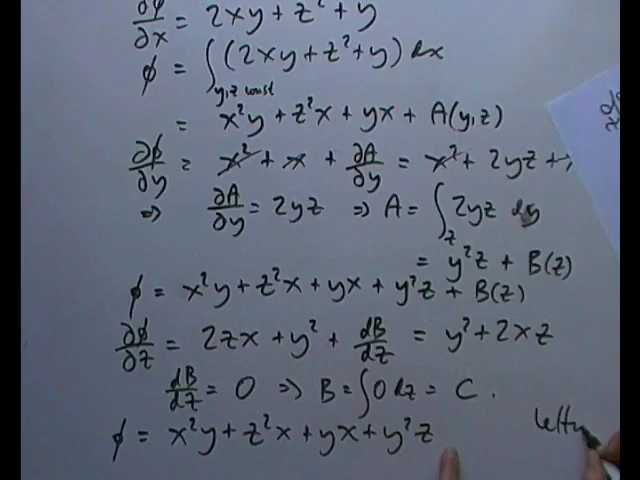 ∂φ/∂x = 2xy + z² + y
φ = ∫_{y,z const} (2xy + z² + y) dx
= x²y + z²x + yx + A(y,z)
∂φ/∂y = x² + x + ∂A/∂y = x² + 2yz +
⇒ ∂A/∂y = 2yz ⇒ A = ∫_z 2yz dy
= y²z + B(z)
φ = x²y + z²x + yx + y²z + B(z)
∂φ/∂z = 2zx + y² + dB/dz = y² + 2xz
dB/dz = 0 ⇒ B = ∫0 dz = C.
φ = x²y + z²x + yx + y²z